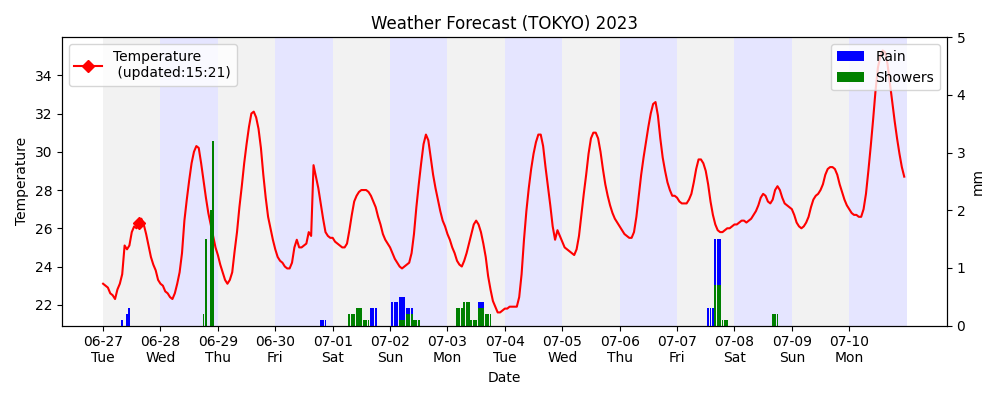 Weather Forecast (TOKYO) 2023
Temperature
(updated:15:21)
Rain
Showers
Temperature
34
32
30
28
26
24
22
5
4
3
2
1
0
mm
06-27 06-28 06-29 06-30 07-01 07-02 07-03 07-04 07-05 07-06 07-07 07-08 07-09 07-10
Tue Wed Thu Fri Sat Sun Mon Tue Wed Thu Fri Sat Sun Mon
Date